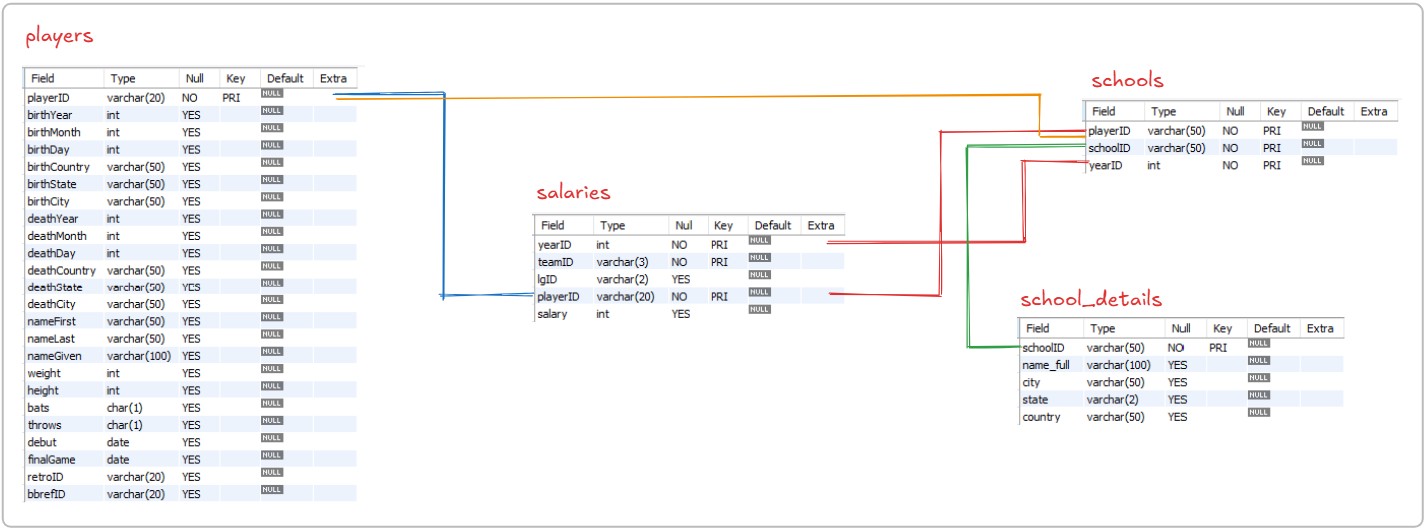 players
Field Type Null Key Default Extra
playerID varchar(20) NO PRI NULL
birthYear int YES NULL
birthMonth int YES NULL
birthDay int YES NULL
birthCountry varchar(50) YES NULL
birthState varchar(50) YES NULL
birthCity varchar(50) YES NULL
deathYear int YES NULL
deathMonth int YES NULL
deathDay int YES NULL
deathCountry varchar(50) YES NULL
deathState varchar(50) YES NULL
deathCity varchar(50) YES NULL
nameFirst varchar(50) YES NULL
nameLast varchar(50) YES NULL
nameGiven varchar(100) YES NULL
weight int YES NULL
height int YES NULL
bats char(1) YES NULL
throws char(1) YES NULL
debut date YES NULL
finalGame date YES NULL
retroID varchar(20) YES NULL
bbrefID varchar(20) YES NULL
salaries
Field Type Nul Key Default Extra
yearID int NO PRI NULL
teamID varchar(3) NO PRI NULL
lgID varchar(2) YES NULL
playerID varchar(20) NO PRI NULL
salary int YES NULL
schools
Field Type Null Key Default Extra
playerID varchar(50) NO PRI NULL
schoolID varchar(50) NO PRI NULL
yearID int NO PRI NULL
school_details
Field Type Null Key Default Extra
schoolID varchar(50) NO PRI NULL
name_full varchar(100) YES NULL
city varchar(50) YES NULL
state varchar(2) YES NULL
country varchar(50) YES NULL